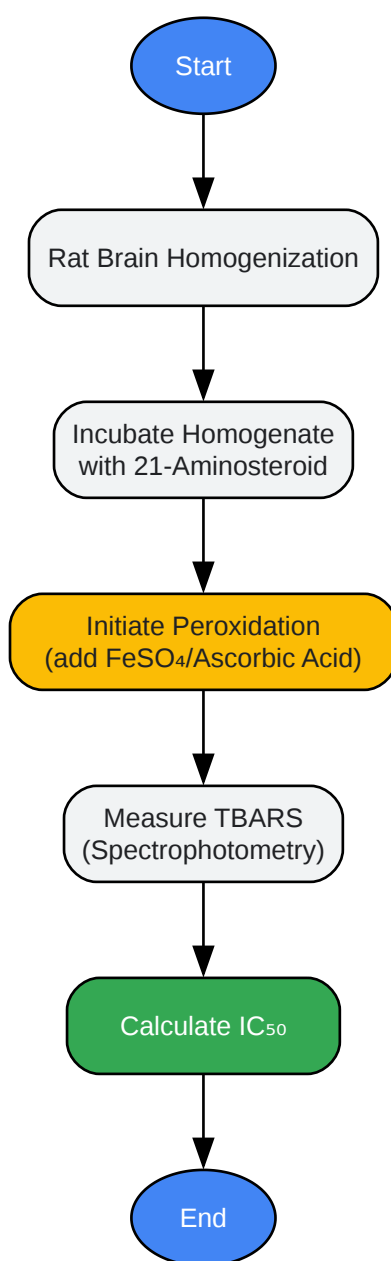 Start
Rat Brain Homogenization
Incubate Homogenate
with 21-Aminosteroid
Initiate Peroxidation
(add FeSO₄/Ascorbic Acid)
Measure TBARS
(Spectrophotometry)
Calculate IC₅₀
End